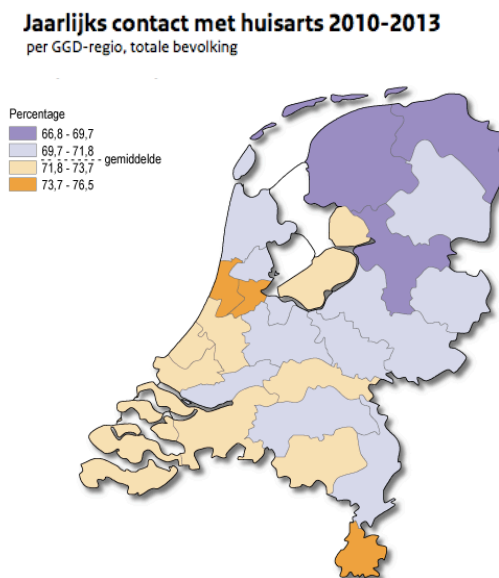 Jaarlijks contact met huisarts 2010-2013
per GGD-regio, totale bevolking
Percentage
66,8 - 69,7
69,7 - 71,8
gemiddelde
71,8 - 73,7
73,7 - 76,5